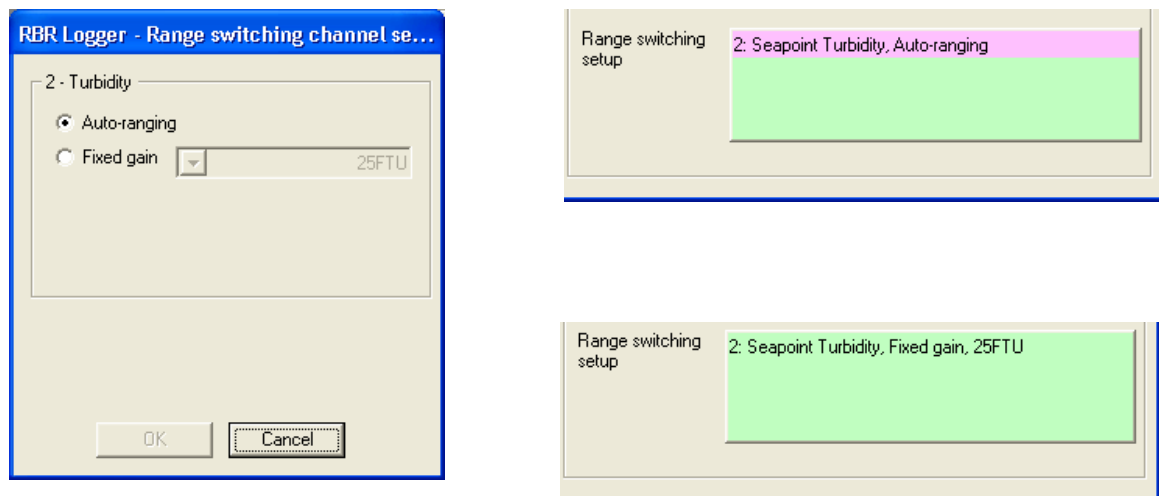 RBR Logger - Range switching channel se...
2 - Turbidity
Auto-ranging
Fixed gain 25FTU
OK Cancel
Range switching
setup
2: Seapoint Turbidity, Auto-ranging
Range switching
setup
2: Seapoint Turbidity, Fixed gain, 25FTU